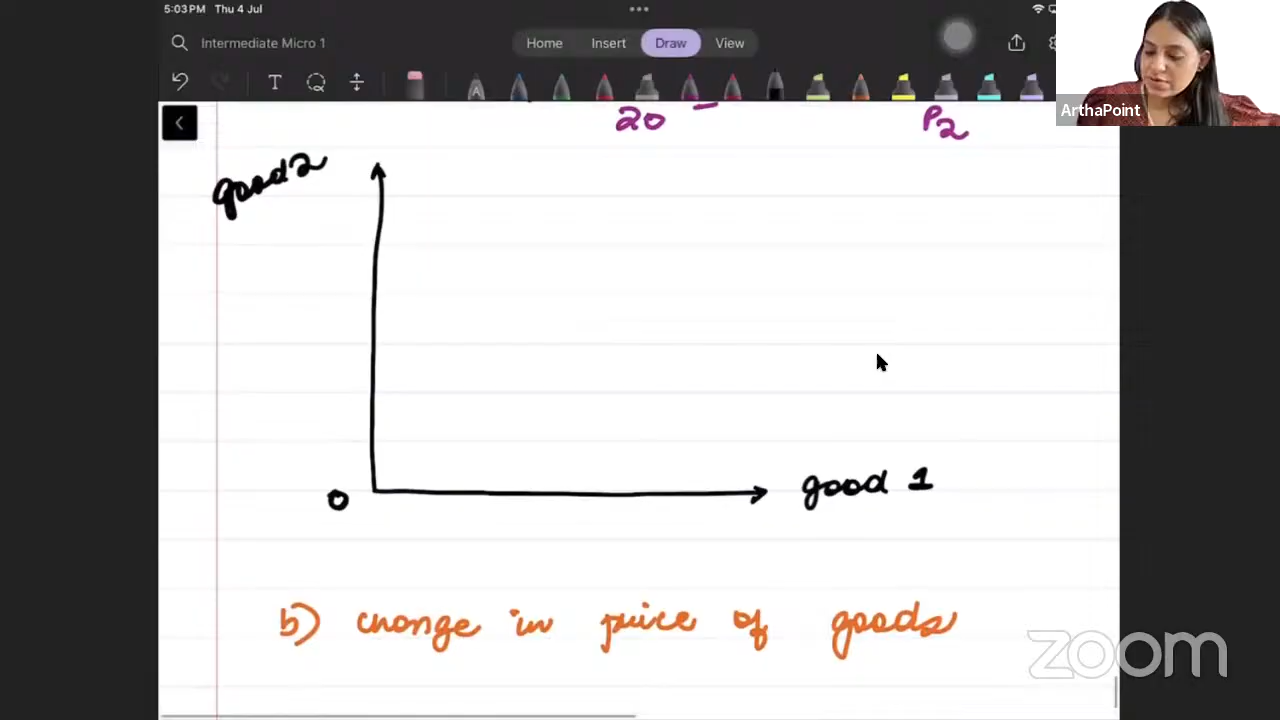 5:03 PM Thu 4 Jul
Intermediate Micro 1
Home Insert Draw View
ArthaPoint
20 P2
good 2
0
good 1
b) change in price of goods
zoom